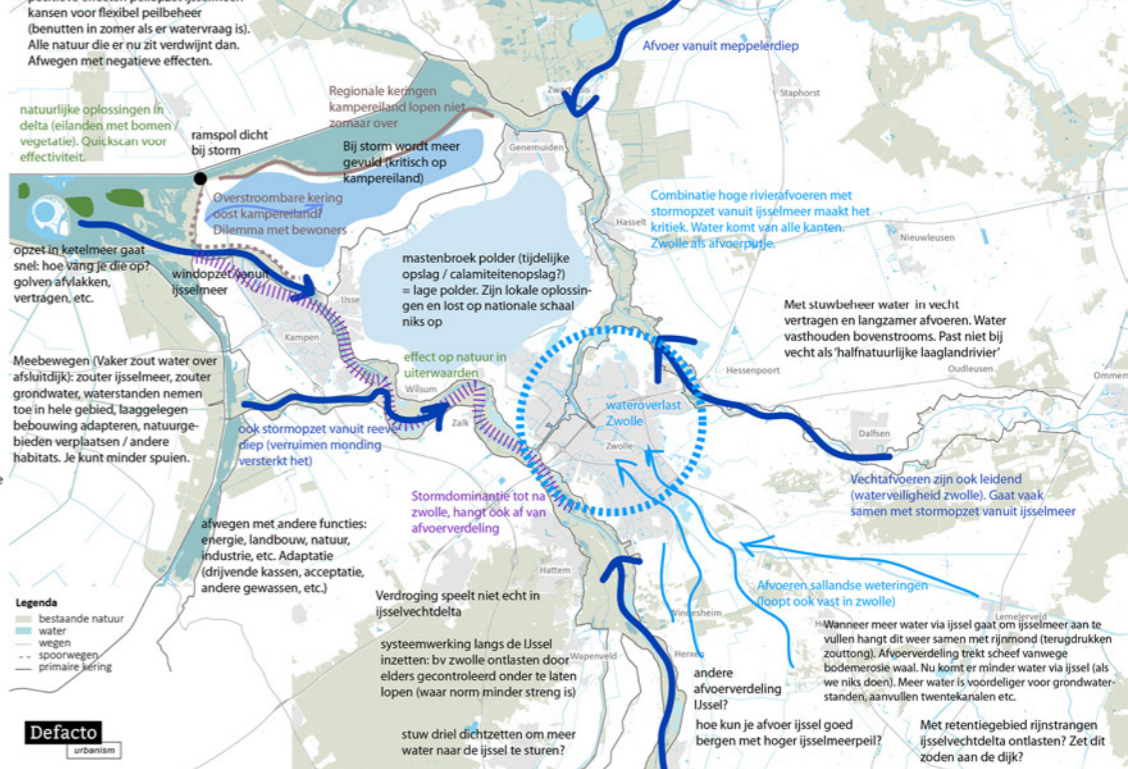 positieve effecten peilopzet ijsselmeer:
kansen voor flexibel peilbeheer
(benutten in zomer als er watervraag is).
Alle natuur die er nu zit verdwijnt dan.
Afwegen met negatieve effecten.
Afvoer vanuit meppelerdiep
Staphorst
natuurlijke oplossingen in
delta (eilanden met bomen /
vegetatie). Quickscan voor
effectiviteit.
ramspol dicht
bij storm
Regionale keringen
kampereiland lopen niet
zomaar over
Bij storm wordt meer
gevuld (kritisch op
kampereiland)
Genemuiden
Overstroombare kering
oost kampereiland?
Dilemma met bewoners
Combinatie hoge rivierafvoeren met
stormopzet vanuit ijsselmeer maakt het
kritiek. Water komt van alle kanten.
Zwolle als afvoerputje.
Hasselt
Nieuwleusen
opzet in ketelmeer gaat
snel: hoe vang je die op?
golven afvlakken,
vertragen, etc.
windopzet vanuit
ijsselmeer
mastenbroek polder (tijdelijke
opslag / calamiteitenopslag?)
= lage polder. Zijn lokale oplossin-
gen en lost op nationale schaal
niks op
Kampen
Met stuwbeheer water in vecht
vertragen en langzamer afvoeren. Water
vasthouden bovenstrooms. Past niet bij
vecht als 'halfnatuurlijke laaglandrivier'
Meebewegen (Vaker zout water over
afsluitdijk): zouter ijsselmeer, zouter
grondwater, waterstanden nemen
toe in hele gebied, laaggelegen
bebouwing adapteren, natuurge-
bieden verplaatsen / andere
habitats. Je kunt minder spuien.
effect op natuur in
uiterwaarden
Wilsum
Zalk
Hessenpoort
Oudleusen
Ommen
Dalfsen
wateroverlast
Zwolle
Zwolle
ook stormopzet vanuit reeve
diep (verruimen monding
versterkt het)
Vechtafvoeren zijn ook leidend
(waterveiligheid zwolle). Gaat vaak
samen met stormopzet vanuit ijsselmeer
Stormdominantie tot na
zwolle, hangt ook af van
afvoerverdeling
afwegen met andere functies:
energie, landbouw, natuur,
industrie, etc. Adaptatie
(drijvende kassen, acceptatie,
andere gewassen, etc.)
Hattem
Verdroging speelt niet echt in
ijsselvechtdelta
Afvoeren sallandse weteringen
(loopt ook vast in zwolle)
Windesheim
Lemelerveld
Legenda
bestaande natuur
water
wegen
spoorwegen
primaire kering
systeemwerking langs de IJssel
inzetten: bv zwolle ontlasten door
elders gecontroleerd onder te laten
lopen (waar norm minder streng is)
Wapenveld
Herxen
Wanneer meer water via ijssel gaat om ijsselmeer aan te
vullen hangt dit weer samen met rijnmond (terugdrukken
zouttong). Afvoerverdeling trekt scheef vanwege
bodemerosie waal. Nu komt er minder water via ijssel (als
we niks doen). Meer water is voordeliger voor grondwater-
standen, aanvullen twentekanalen etc.
andere
afvoerverdeling
IJssel?
stuw driel dichtzetten om meer
water naar de ijssel te sturen?
hoe kun je afvoer ijssel goed
bergen met hoger ijsselmeerpeil?
Met retentiegebied rijnstrangen
ijsselvechtdelta ontlasten? Zet dit
zoden aan de dijk?
Defacto
urbanism